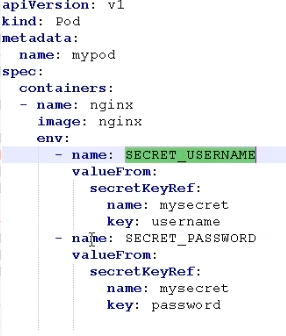 apiVersion: v1
kind: Pod
metadata:
  name: mypod
spec:
  containers:
  - name: nginx
    image: nginx
    env:
      - name: SECRET_USERNAME
        valueFrom:
          secretKeyRef:
            name: mysecret
            key: username
      - name: SECRET_PASSWORD
        valueFrom:
          secretKeyRef:
            name: mysecret
            key: password